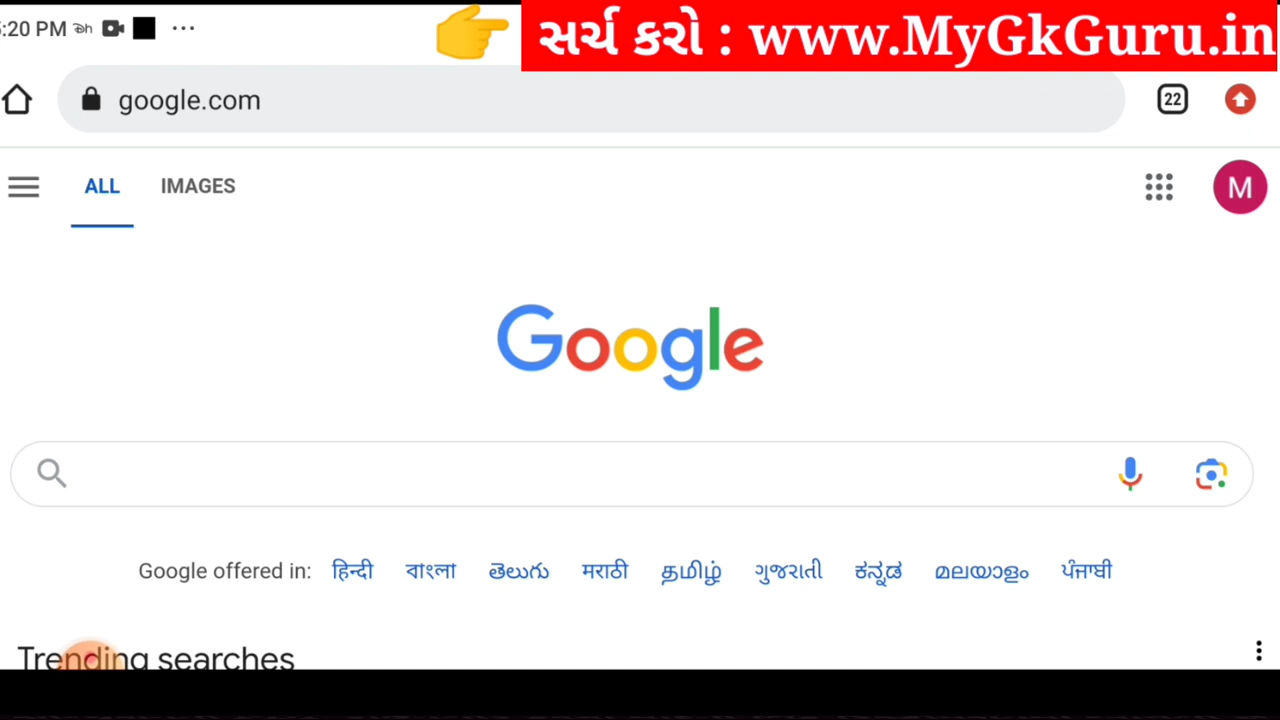 :20 PM
સર્ચ કરો : www.MyGkGuru.in
google.com
22
ALL IMAGES
M
Google
Google offered in: हिन्दी বাংলা తెలుగు मराठी தமிழ் ગુજરાતી ಕನ್ನಡ മലയാളം ਪੰਜਾਬੀ
Trending searches